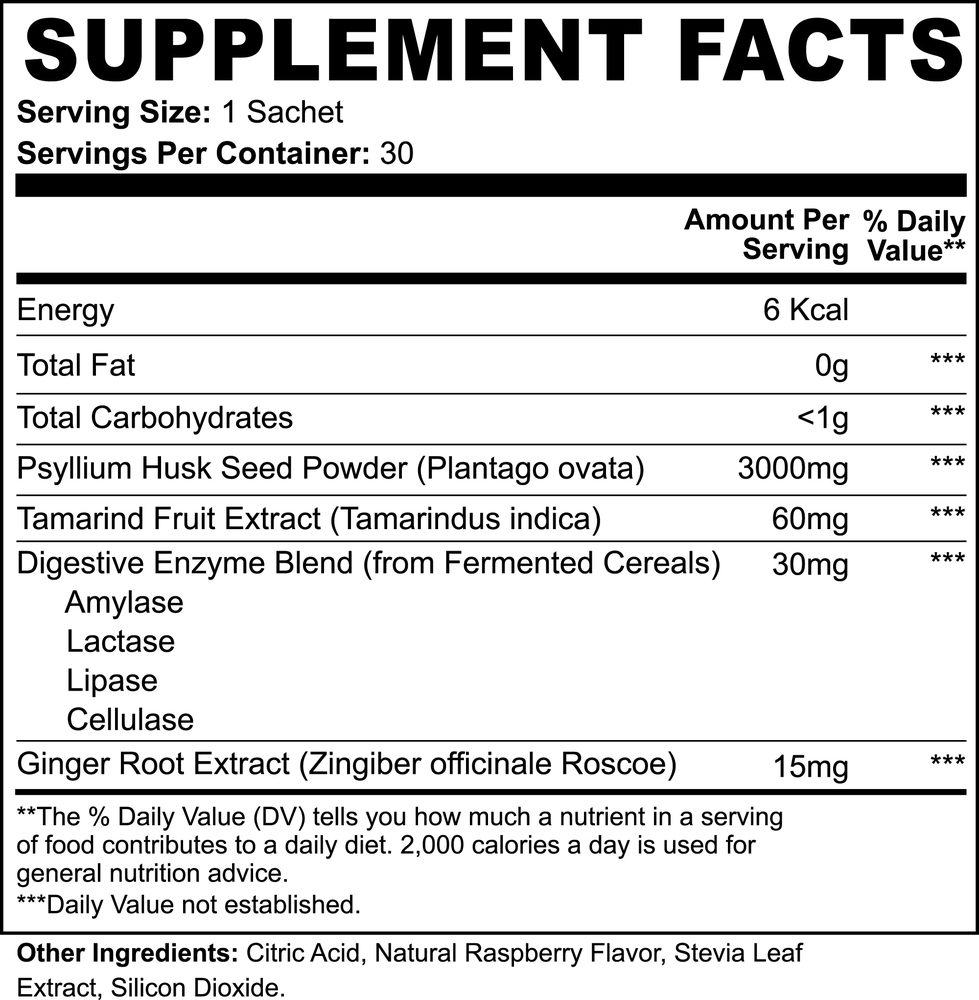 SUPPLEMENT FACTS
Serving Size: 1 Sachet
Servings Per Container: 30
Amount Per Serving % Daily Value**
Energy 6 Kcal
Total Fat 0g ***
Total Carbohydrates <1g ***
Psyllium Husk Seed Powder (Plantago ovata) 3000mg ***
Tamarind Fruit Extract (Tamarindus indica) 60mg ***
Digestive Enzyme Blend (from Fermented Cereals) 30mg ***
Amylase
Lactase
Lipase
Cellulase
Ginger Root Extract (Zingiber officinale Roscoe) 15mg ***
**The % Daily Value (DV) tells you how much a nutrient in a serving
of food contributes to a daily diet. 2,000 calories a day is used for
general nutrition advice.
***Daily Value not established.
Other Ingredients: Citric Acid, Natural Raspberry Flavor, Stevia Leaf
Extract, Silicon Dioxide.